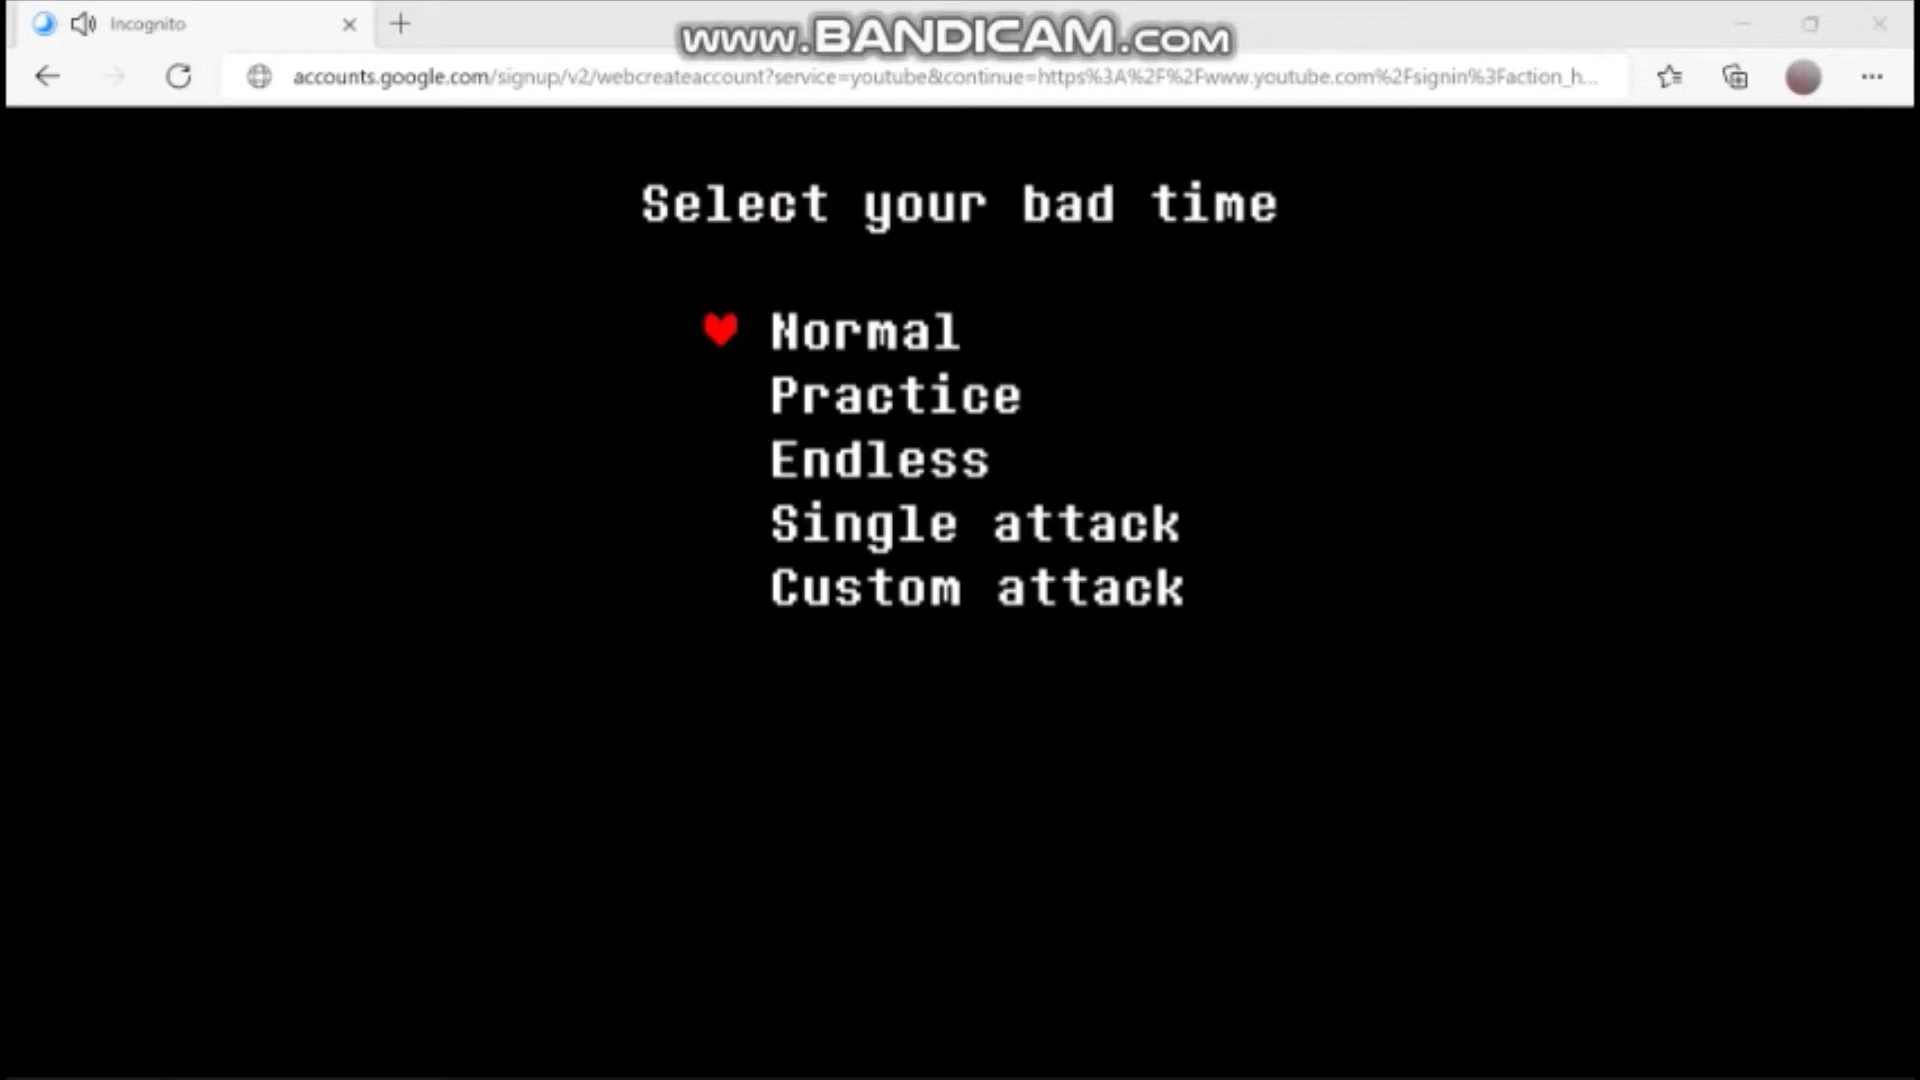 Incognito
www.BANDICAM.com
accounts.google.com/signup/v2/webcreateaccount?service=youtube&continue=https%3A%2F%2Fwww.youtube.com%2Fsignin%3Faction_h...
Select your bad time
Normal
Practice
Endless
Single attack
Custom attack